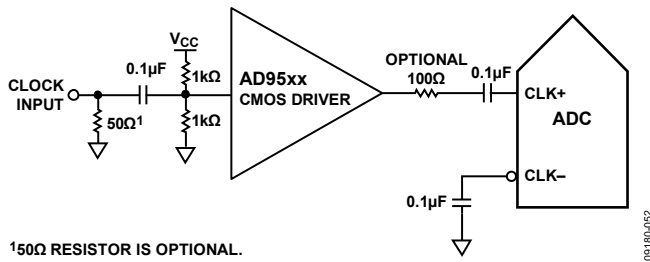 V_CC
OPTIONAL
0.1µF
1kΩ
AD95xx
100Ω
0.1µF
CLOCK
INPUT
CMOS DRIVER
CLK+
ADC
50Ω¹
1kΩ
CLK–
0.1µF
¹50Ω RESISTOR IS OPTIONAL.
09180-052